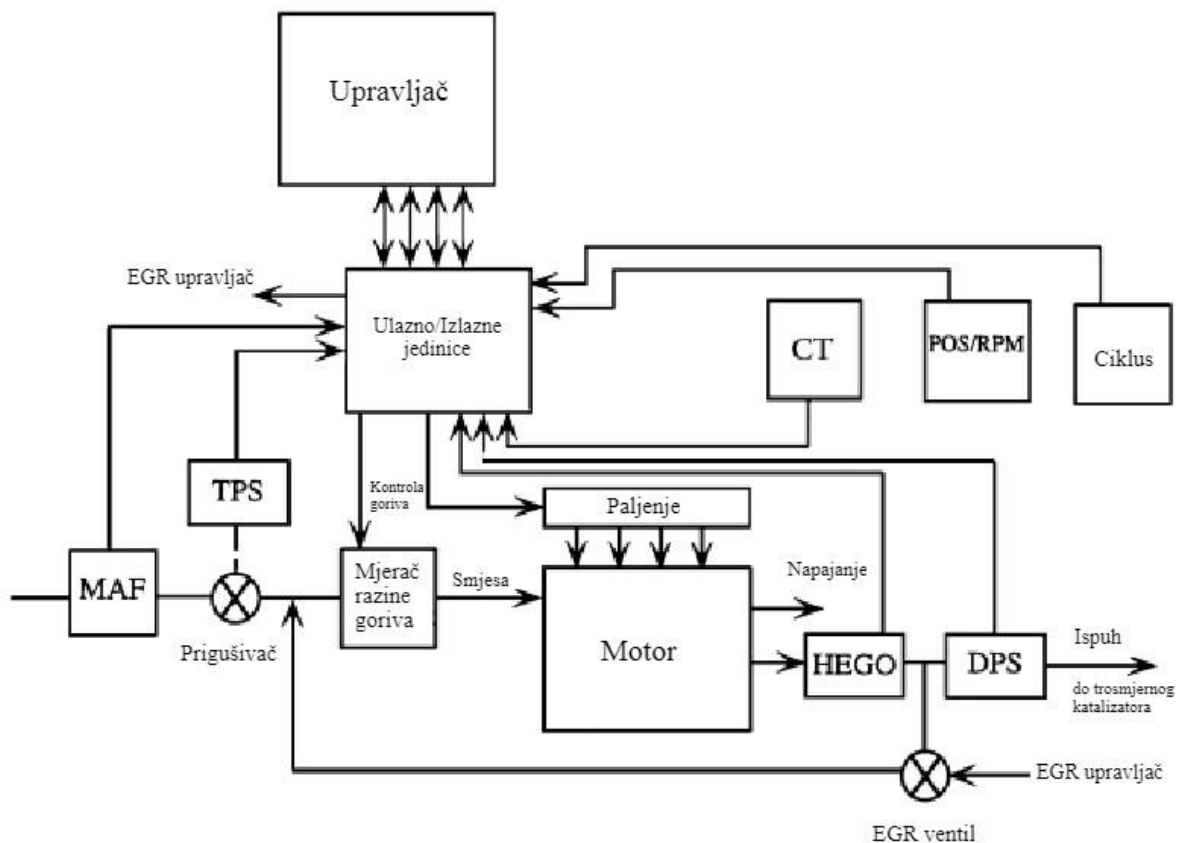 Upravljač
EGR upravljač
Ulazno/Izlazne
jedinice
CT
POS/RPM
Ciklus
TPS
Kontrola
goriva
Paljenje
MAF
Mjerač
razine
goriva
Smjesa
Motor
Napajanje
HEGO
DPS
Ispuh
do trosmjernog
katalizatora
Prigušivač
EGR upravljač
EGR ventil